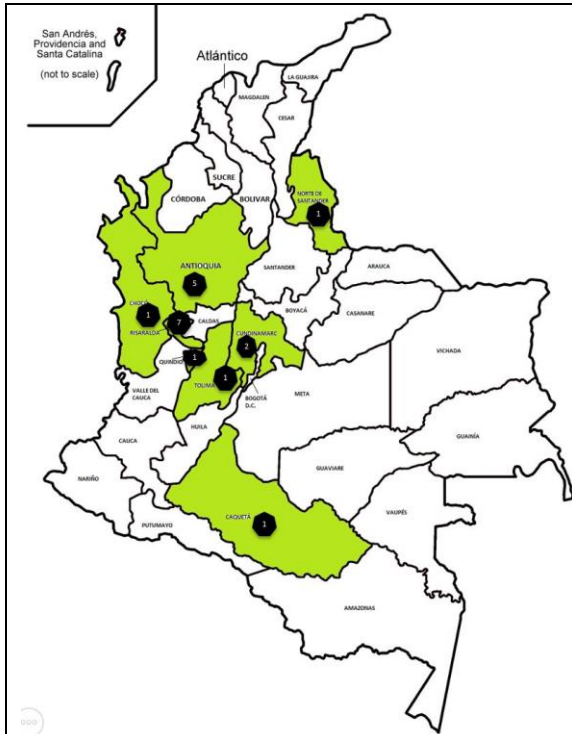 San Andrés,
Providencia and
Santa Catalina
(not to scale)
Atlántico
LA GUAJIRA
MAGDALEN
CESAR
SUCRE
CÓRDOBA
BOLIVAR
NORTE DE
SANTANDER
1
ANTIOQUIA
5
SANTANDER
ARAUCA
CHOCÓ
1
7
RISARALDA
CALDAS
BOYACÁ
CASANARE
CUNDINAMARC
2
VICHADA
QUINDIO
1
TOLIMA
1
BOGOTÁ
D.C.
META
VALLE DEL
CAUCA
HUILA
CAUCA
GUAINÍA
NARIÑO
GUAVIARE
VAUPÉS
CAQUETÁ
1
PUTUMAYO
AMAZONAS